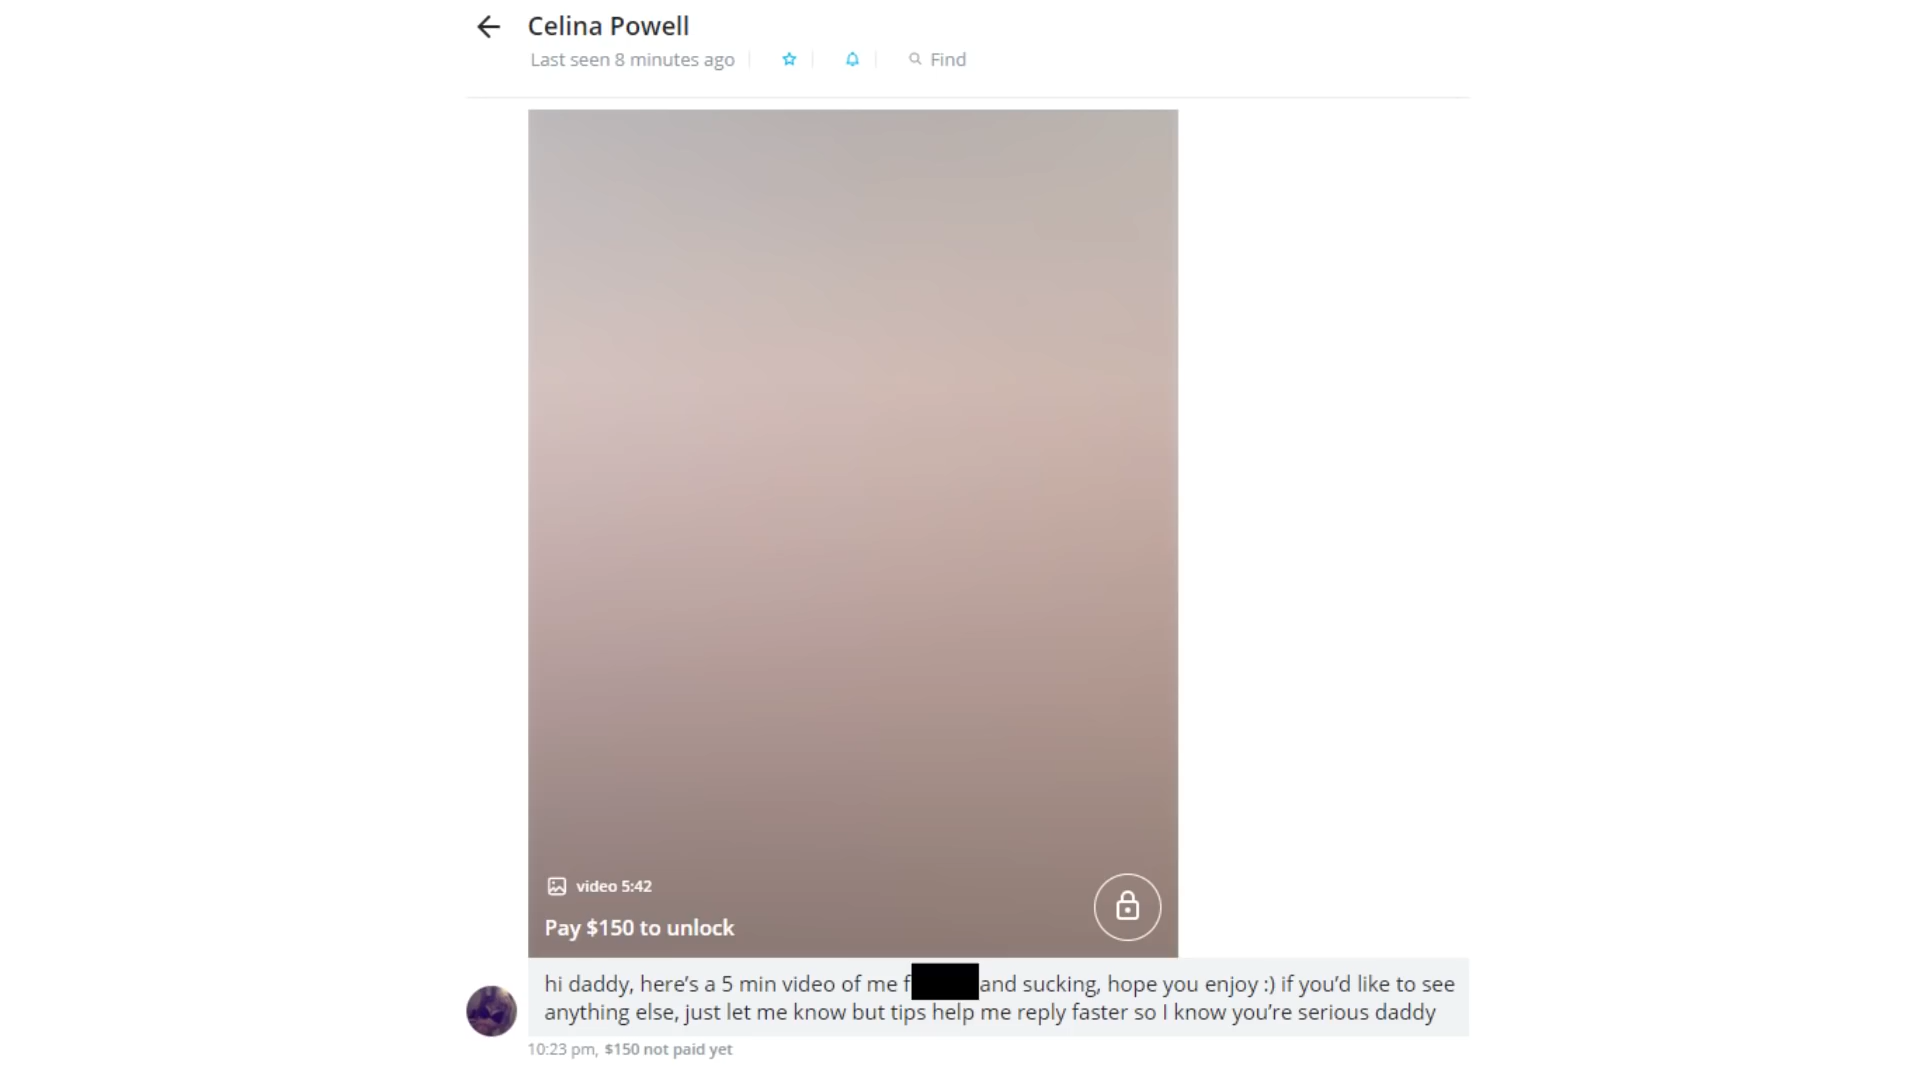 Celina Powell
Last seen 8 minutes ago
Find
video 5:42
Pay $150 to unlock
hi daddy, here's a 5 min video of me f and sucking, hope you enjoy :) if you'd like to see
anything else, just let me know but tips help me reply faster so I know you're serious daddy
10:23 pm, $150 not paid yet